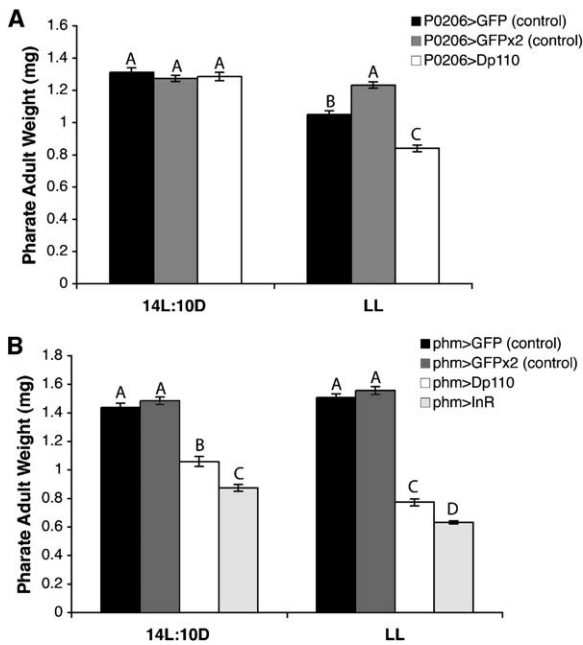 A
P0206>GFP (control)
P0206>GFPx2 (control)
P0206>Dp110
Pharate Adult Weight (mg)
1.6
1.4
1.2
1
0.8
0.6
0.4
0.2
0
A
A
A
B
A
C
14L:10D
LL
B
phm>GFP (control)
phm>GFPx2 (control)
phm>Dp110
phm>InR
Pharate Adult Weight (mg)
1.8
1.6
1.4
1.2
1
0.8
0.6
0.4
0.2
0
A
A
B
C
A
A
C
D
14L:10D
LL